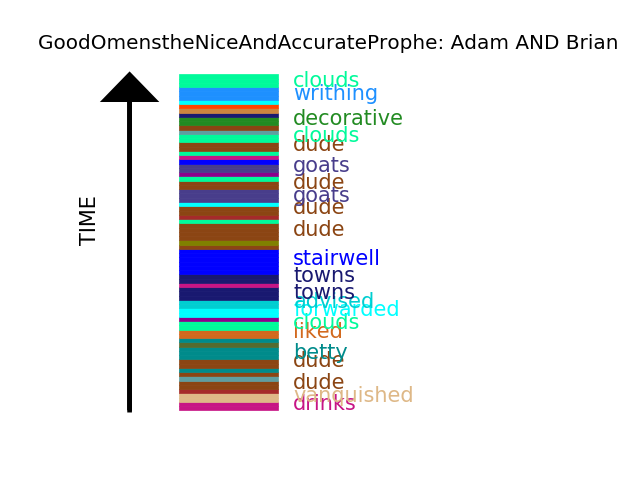 GoodOmenstheNiceAndAccurateProphe: Adam AND Brian
clouds
writhing
decorative
clouds
dude
goats
dude
goats
dude
dude
stairwell
towns
towns
advised
forwarded
clouds
liked
betty
dude
dude
vanquished
drinks
TIME